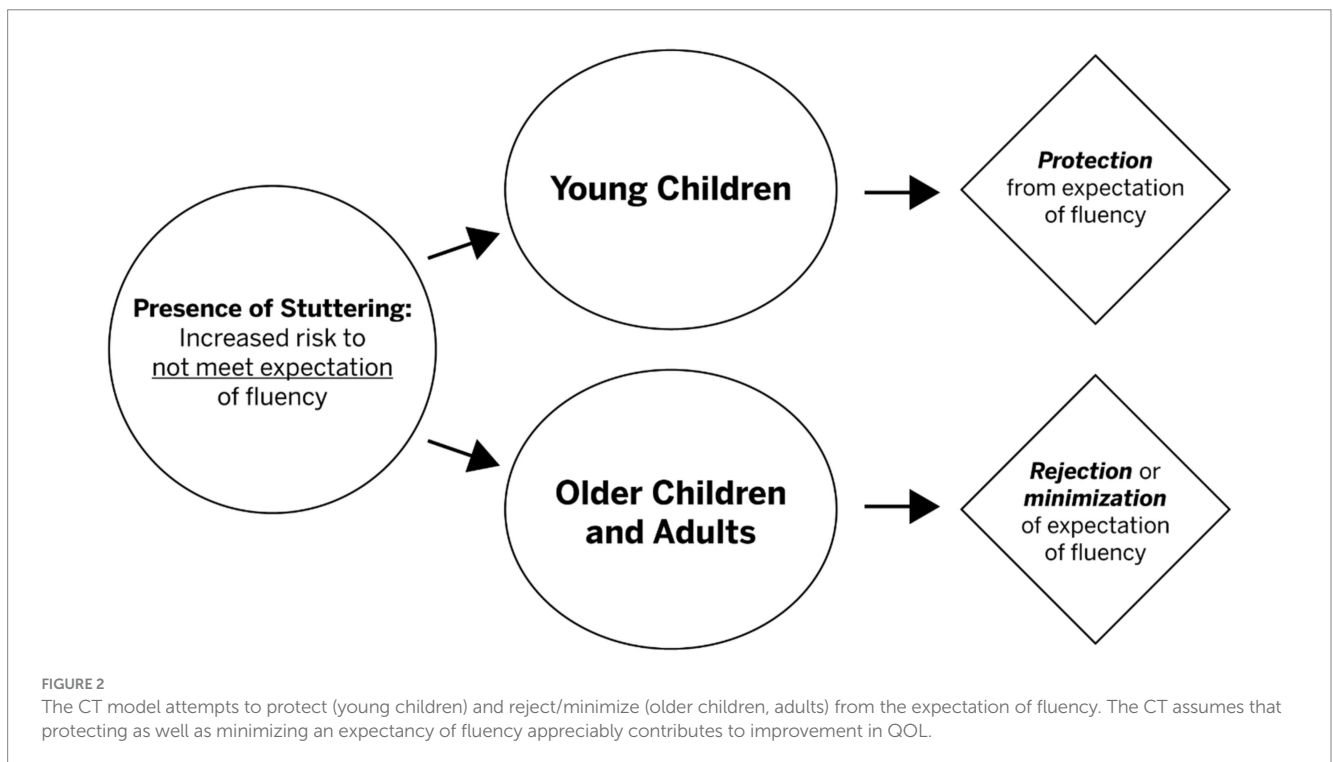 Presence of Stuttering:
Increased risk to
not meet expectation
of fluency
Young Children
Protection
from expectation
of fluency
Older Children
and Adults
Rejection or
minimization
of expectation
of fluency
FIGURE 2
The CT model attempts to protect (young children) and reject/minimize (older children, adults) from the expectation of fluency. The CT assumes that
protecting as well as minimizing an expectancy of fluency appreciably contributes to improvement in QOL.